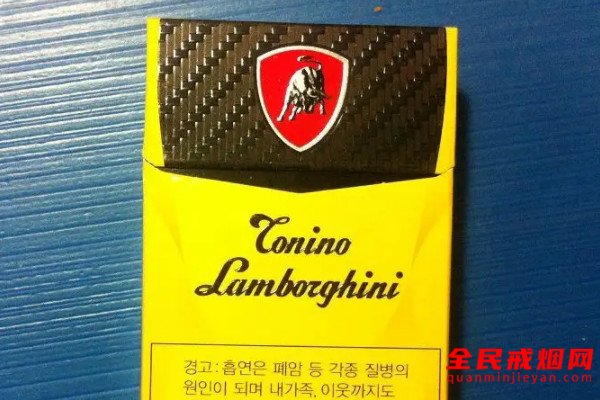 Tonino
Lamborghini
경고: 흡연은 폐암 등 각종 질병의
원인이 되며 내가족, 이웃까지도
全民戒烟网
quanminjieyan.com